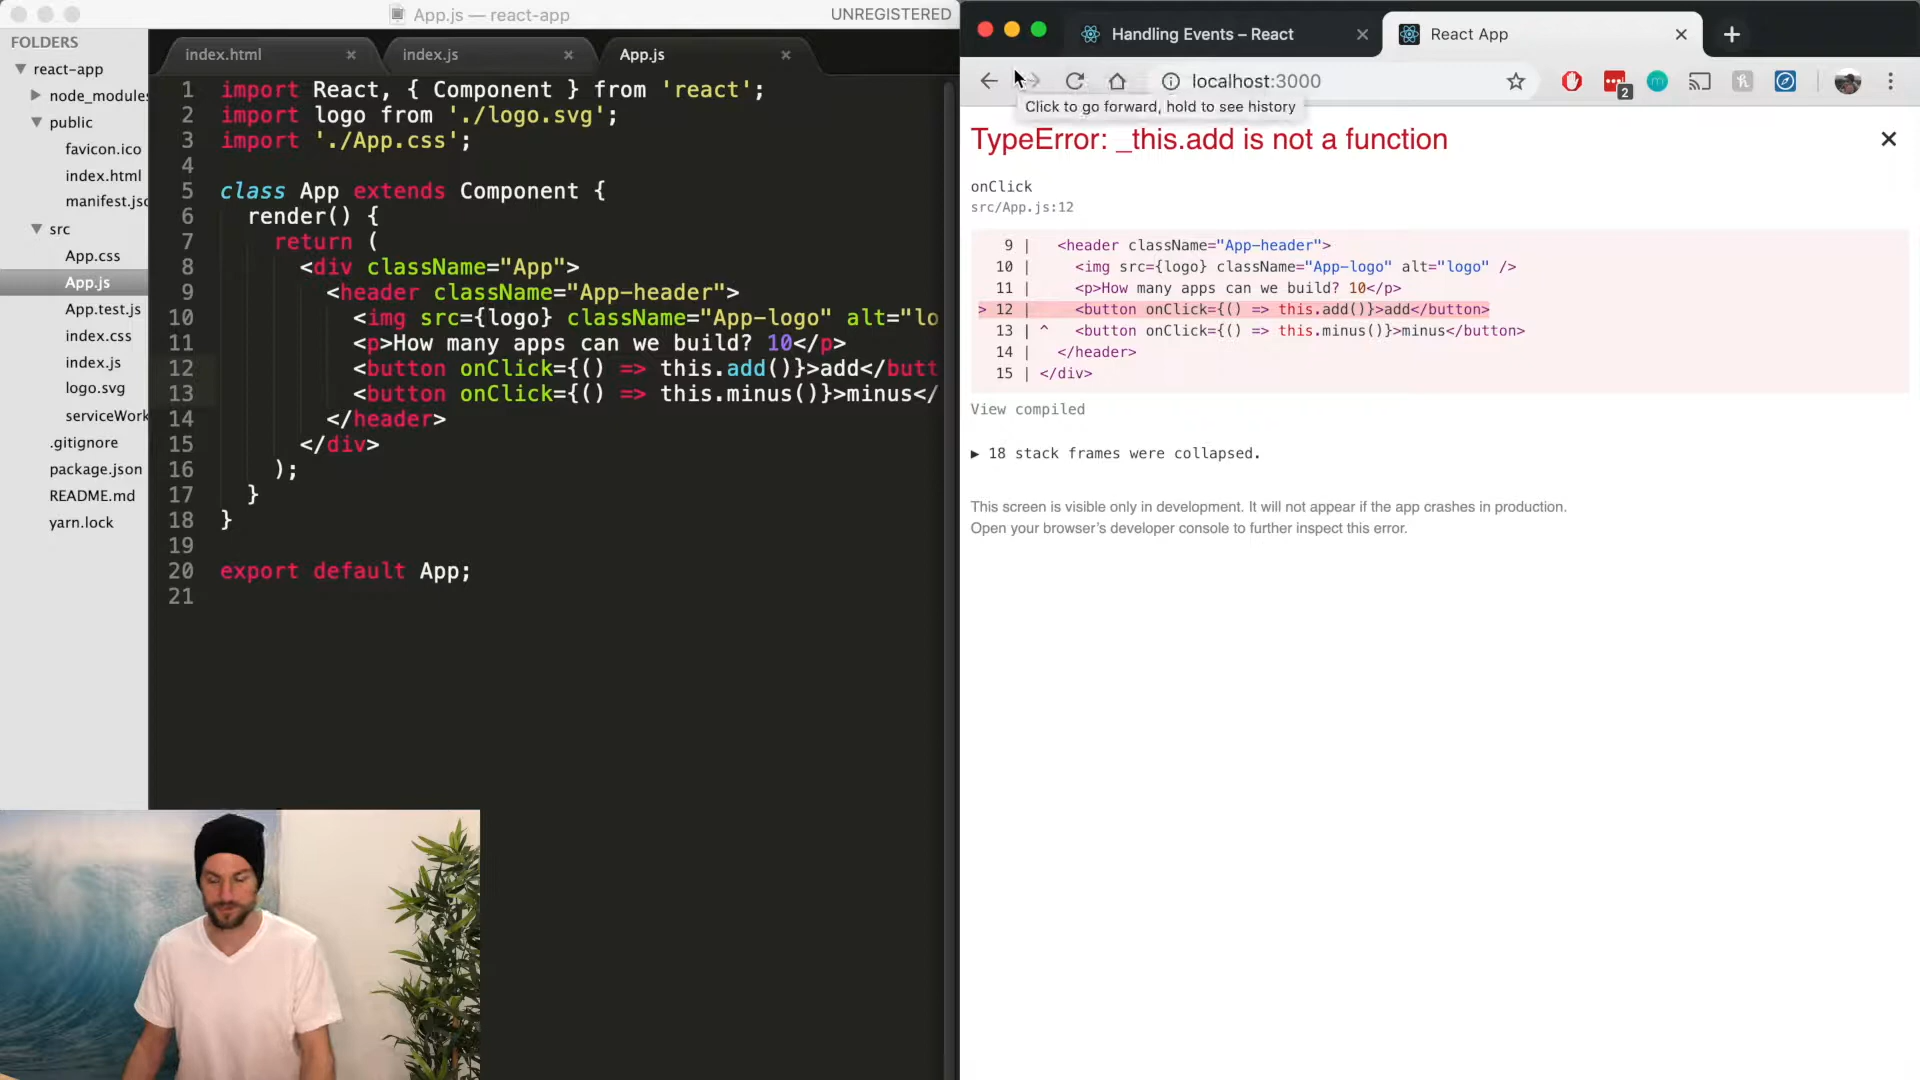 App.js — react-app
UNREGISTERED
FOLDERS
react-app
node_modules
public
favicon.ico
index.html
manifest.jso
src
App.css
App.js
App.test.js
index.css
index.js
logo.svg
serviceWork
.gitignore
package.json
README.md
yarn.lock
index.html
index.js
App.js
1 import React, { Component } from 'react';
2 import logo from './logo.svg';
3 import './App.css';
4
5 class App extends Component {
6 render() {
7 return (
8 <div className="App">
9 <header className="App-header">
10 <img src={logo} className="App-logo" alt="lo
11 <p>How many apps can we build? 10</p>
12 <button onClick={() => this.add()}>add</butt
13 <button onClick={() => this.minus()}>minus</
14 </header>
15 </div>
16 );
17 }
18 }
19
20 export default App;
21
Handling Events – React
React App
localhost:3000
2
m
Click to go forward, hold to see history
TypeError: _this.add is not a function
onClick
src/App.js:12
9 | <header className="App-header">
10 | <img src={logo} className="App-logo" alt="logo" />
11 | <p>How many apps can we build? 10</p>
> 12 | <button onClick={() => this.add()}>add</button>
13 | ^ <button onClick={() => this.minus()}>minus</button>
14 | </header>
15 | </div>
View compiled
▶ 18 stack frames were collapsed.
This screen is visible only in development. It will not appear if the app crashes in production.
Open your browser’s developer console to further inspect this error.